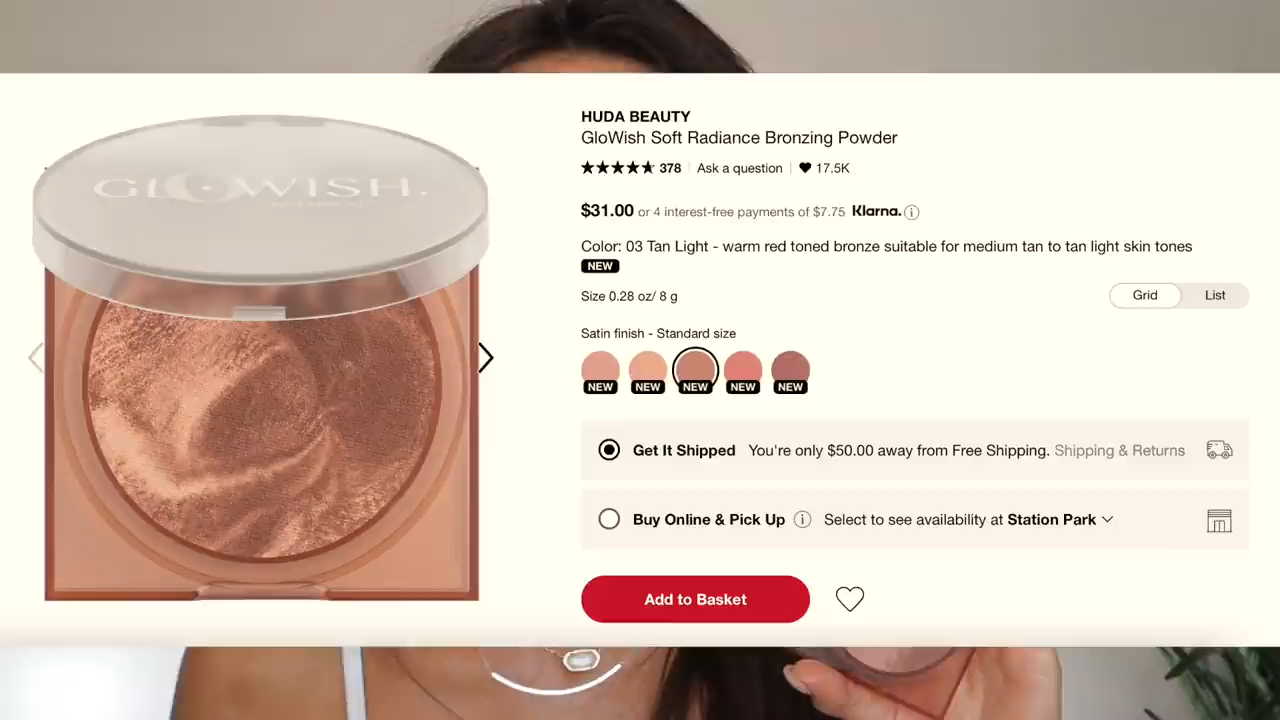 GLOWISH.
HUDA BEAUTY
GloWish Soft Radiance Bronzing Powder
378 Ask a question 17.5K
$31.00 or 4 interest-free payments of $7.75 Klarna.
Color: 03 Tan Light - warm red toned bronze suitable for medium tan to tan light skin tones
NEW
Size 0.28 oz/ 8 g
Grid List
Satin finish - Standard size
NEW NEW NEW NEW NEW
Get It Shipped You're only $50.00 away from Free Shipping. Shipping & Returns
Buy Online & Pick Up Select to see availability at Station Park
Add to Basket